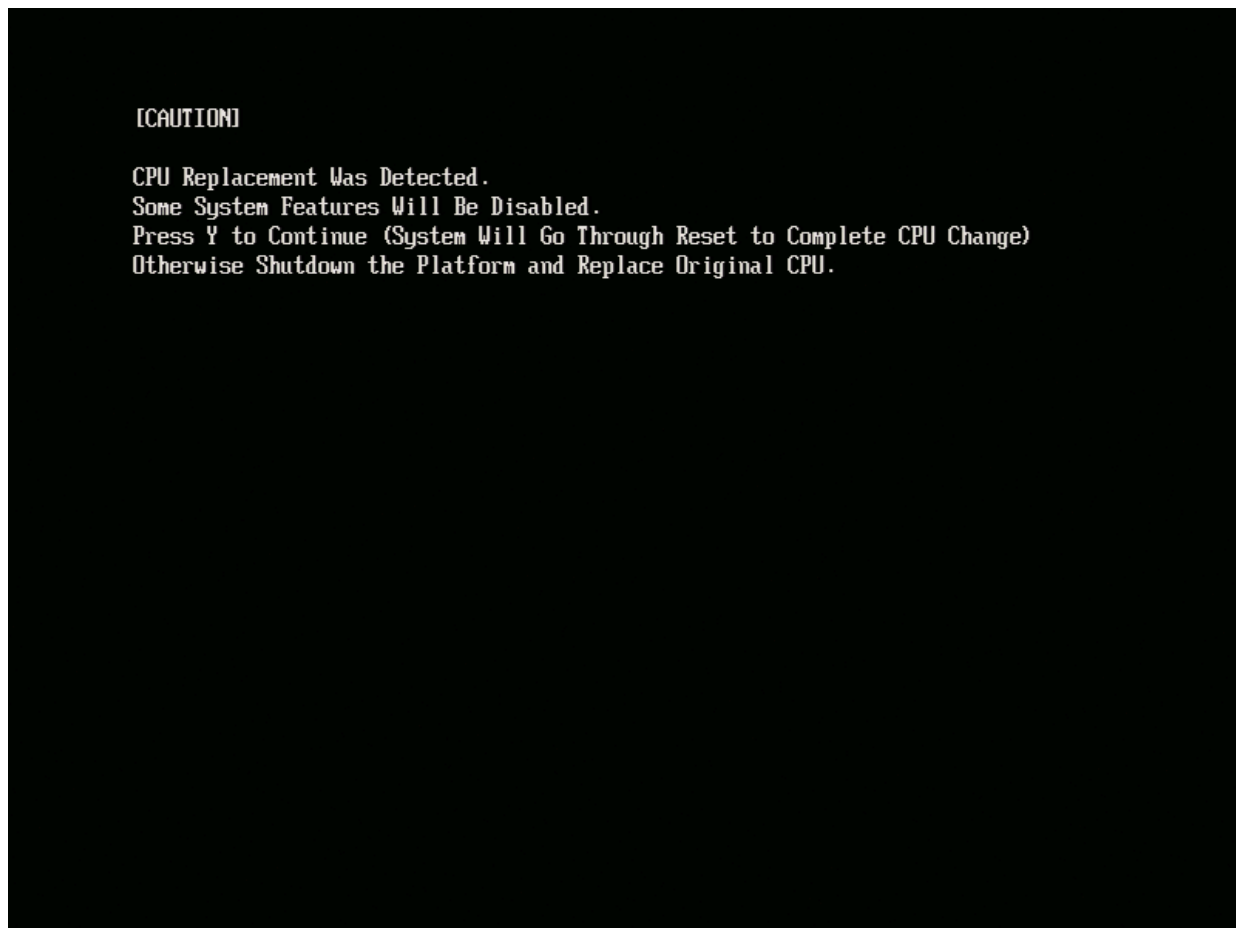 [CAUTION]
CPU Replacement Was Detected.
Some System Features Will Be Disabled.
Press Y to Continue (System Will Go Through Reset to Complete CPU Change)
Otherwise Shutdown the Platform and Replace Original CPU.